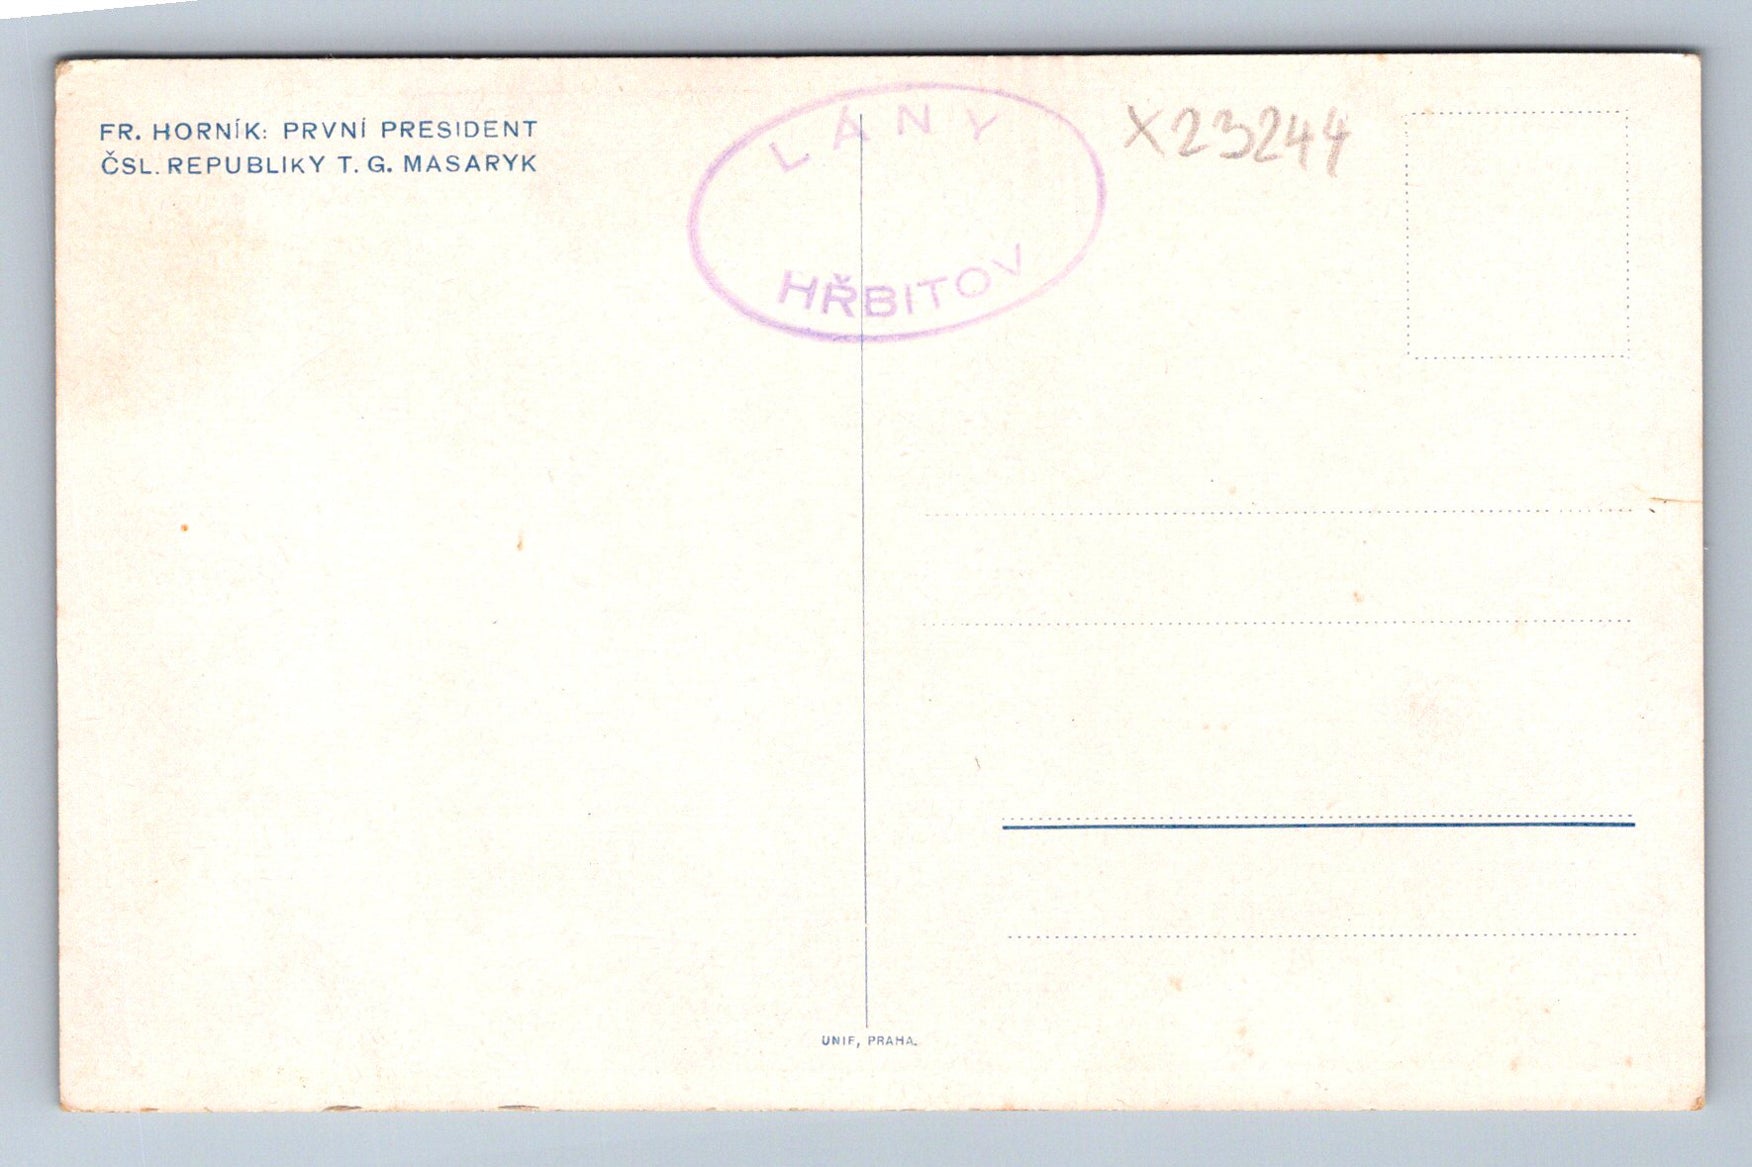 FR. HORNÍK: PRVNÍ PRESIDENT
ČSL. REPUBLIKY T. G. MASARYK
LÁNY
HŘBITOV
X23244
UNIF, PRAHA.